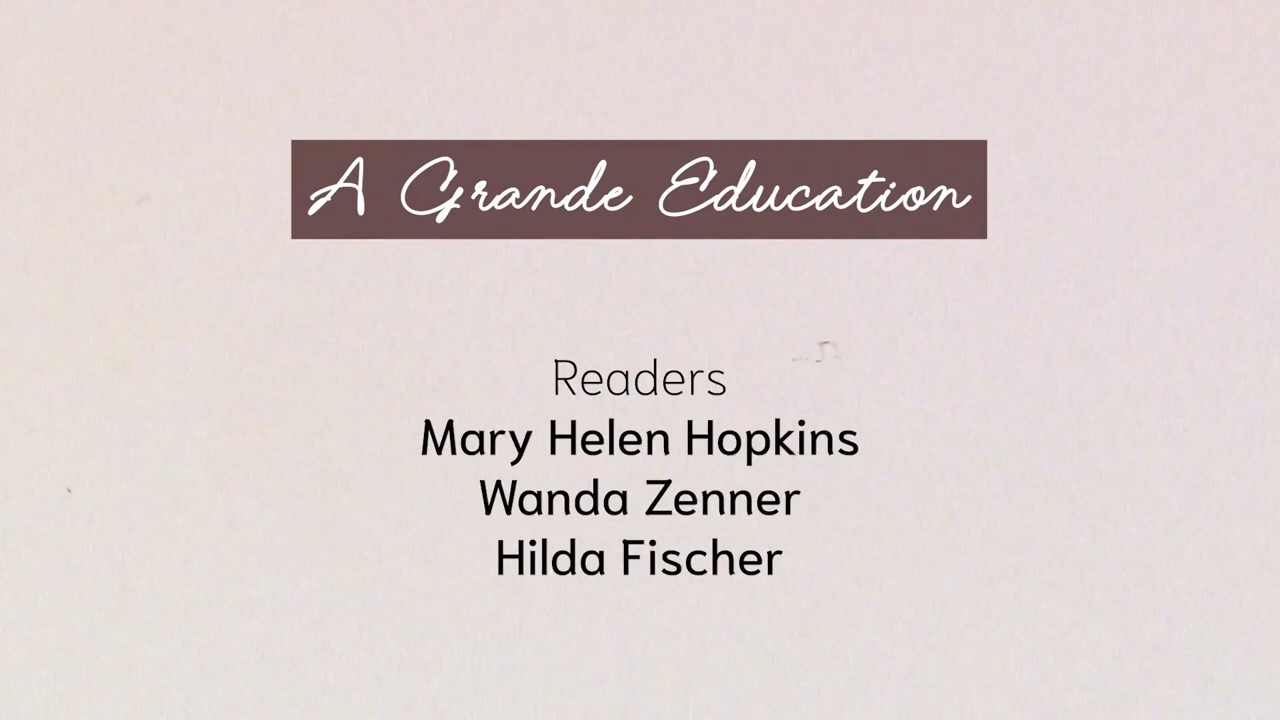 A Grande Education
Readers
Mary Helen Hopkins
Wanda Zenner
Hilda Fischer